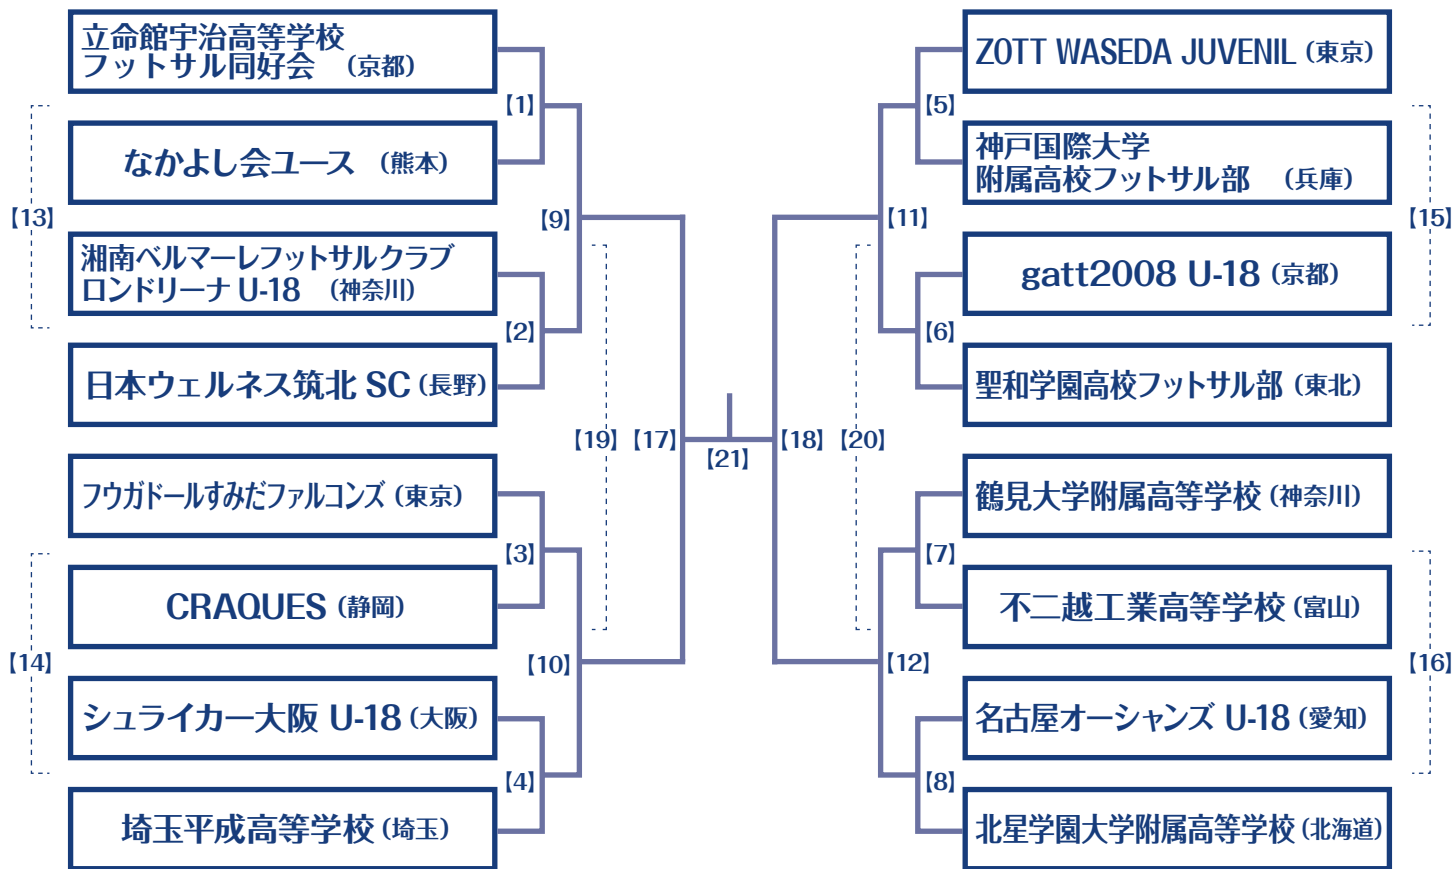 立命館宇治高等学校
フットサル同好会 (京都)
【1】
なかよし会ユース (熊本)
【13】
【9】
湘南ベルマーレフットサルクラブ
ロンドリーナ U-18 (神奈川)
【2】
日本ウェルネス筑北 SC (長野)
【19】
【17】
フウガドールすみだファルコンズ (東京)
【3】
CRAQUES (静岡)
【14】
【10】
シュライカー大阪 U-18 (大阪)
【4】
埼玉平成高等学校 (埼玉)
【21】
ZOTT WASEDA JUVENIL (東京)
【5】
神戸国際大学
附属高校フットサル部 (兵庫)
【11】
【15】
gatt2008 U-18 (京都)
【6】
聖和学園高校フットサル部 (東北)
【18】
【20】
鶴見大学附属高等学校 (神奈川)
【7】
不二越工業高等学校 (富山)
【12】
【16】
名古屋オーシャンズ U-18 (愛知)
【8】
北星学園大学附属高等学校 (北海道)